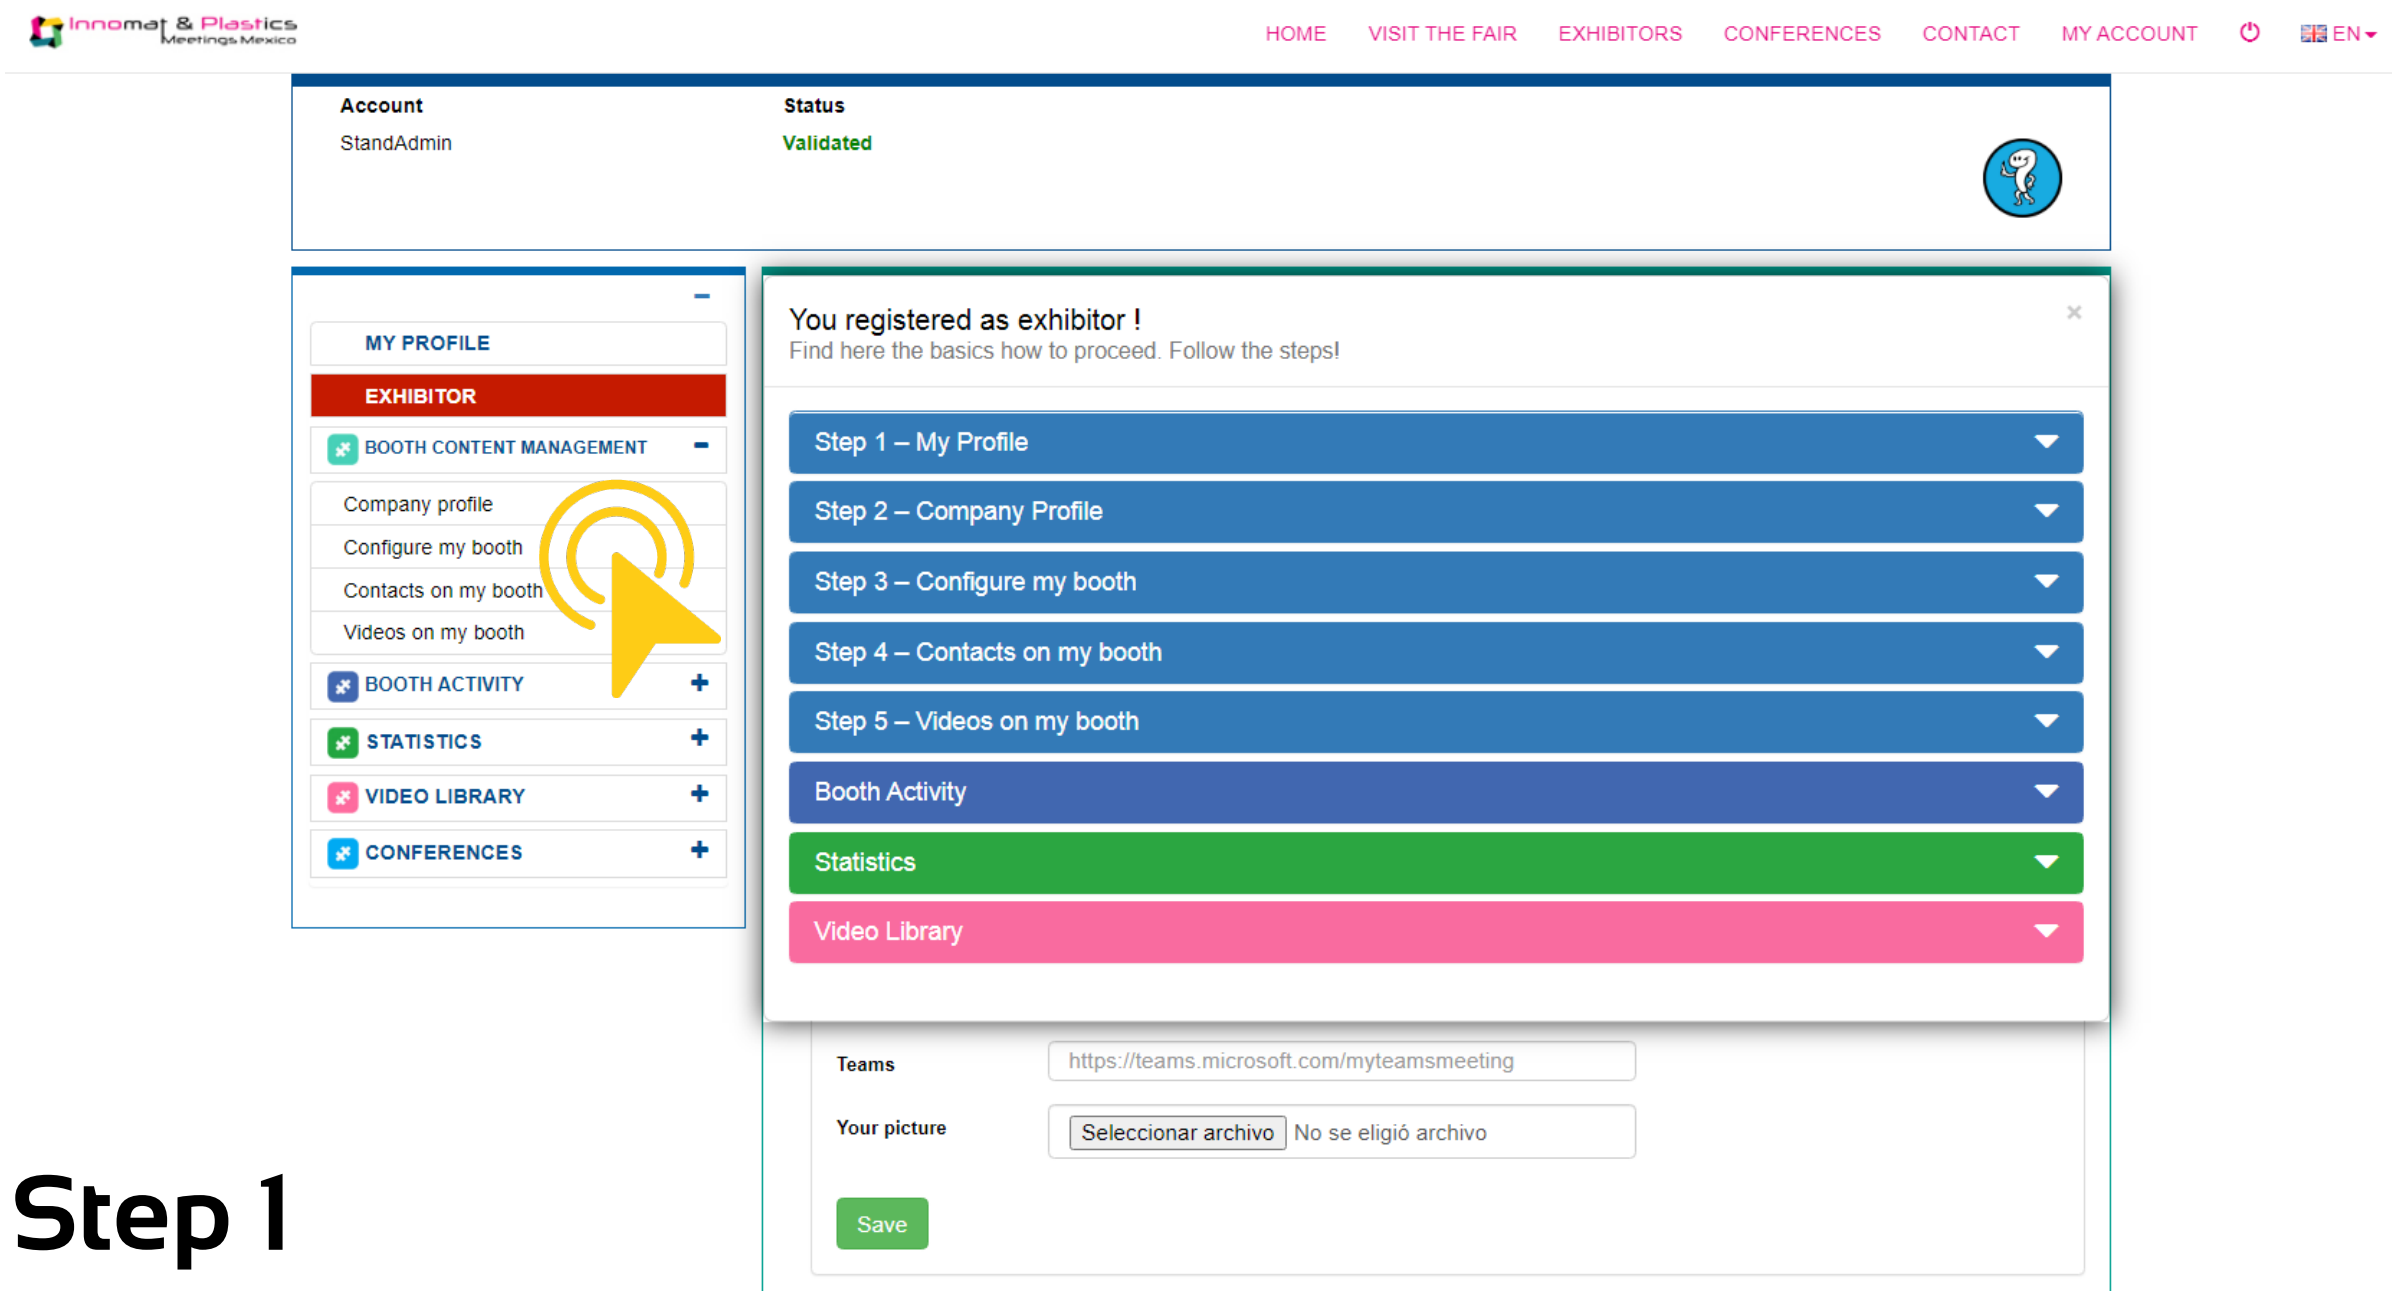 Innomat & Plastics
Meetings Mexico
HOME VISIT THE FAIR EXHIBITORS CONFERENCES CONTACT MY ACCOUNT EN
Account Status
StandAdmin Validated
MY PROFILE
EXHIBITOR
BOOTH CONTENT MANAGEMENT
Company profile
Configure my booth
Contacts on my booth
Videos on my booth
BOOTH ACTIVITY
STATISTICS
VIDEO LIBRARY
CONFERENCES
You registered as exhibitor !
Find here the basics how to proceed. Follow the steps!
×
Step 1 – My Profile
Step 2 – Company Profile
Step 3 – Configure my booth
Step 4 – Contacts on my booth
Step 5 – Videos on my booth
Booth Activity
Statistics
Video Library
Teams https://teams.microsoft.com/myteamsmeeting
Your picture Seleccionar archivo No se eligió archivo
Save
Step 1